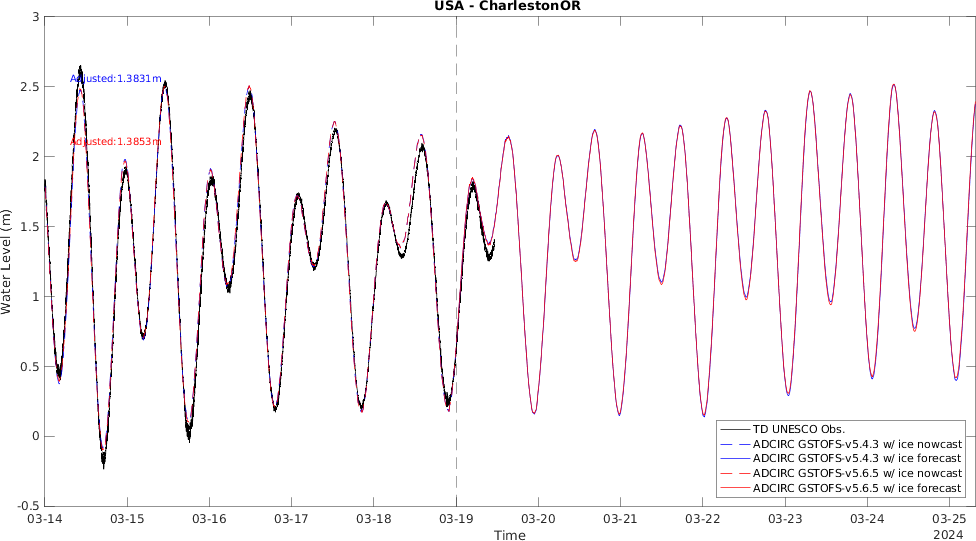 USA - CharlestonOR
3
2.5
2
1.5
1
0.5
0
-0.5
Water Level (m)
Adjusted:1.3831m
Adjusted:1.3853m
TD UNESCO Obs.
ADCIRC GSTOFS-v5.4.3 w/ ice nowcast
ADCIRC GSTOFS-v5.4.3 w/ ice forecast
ADCIRC GSTOFS-v5.6.5 w/ ice nowcast
ADCIRC GSTOFS-v5.6.5 w/ ice forecast
03-14 03-15 03-16 03-17 03-18 03-19 03-20 03-21 03-22 03-23 03-24 03-25
2024
Time